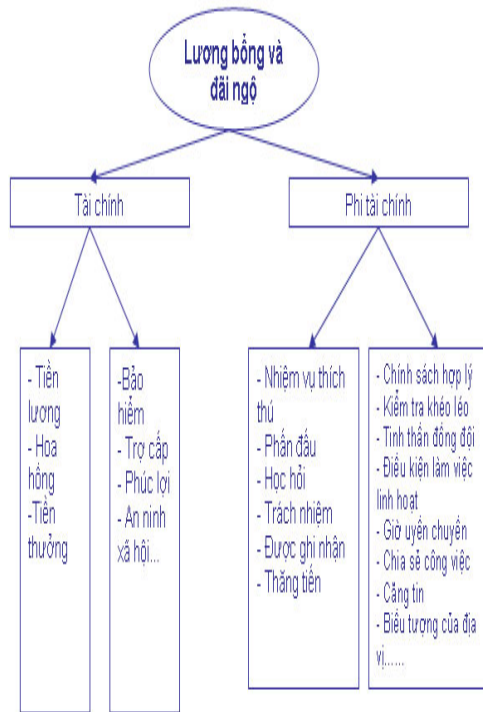 Lương bổng và
đãi ngộ
Tài chính
Phi tài chính
- Tiền
lương
- Hoa
hồng
-Tiền
thưởng
-Bảo
hiểm
- Trợ cấp
- Phúc lợi
- An ninh
xã hội...
- Nhiệm vụ thích
thú
- Phấn đấu
- Học hỏi
- Trách nhiệm
- Được ghi nhận
- Thăng tiến
- Chính sách hợp lý
- Kiểm tra khéo léo
- Tinh thần đồng đội
- Điều kiện làm việc
linh hoạt
- Giờ uyển chuyển
- Chia sẻ công việc
- Căng tin
- Biểu tượng của địa
vị......